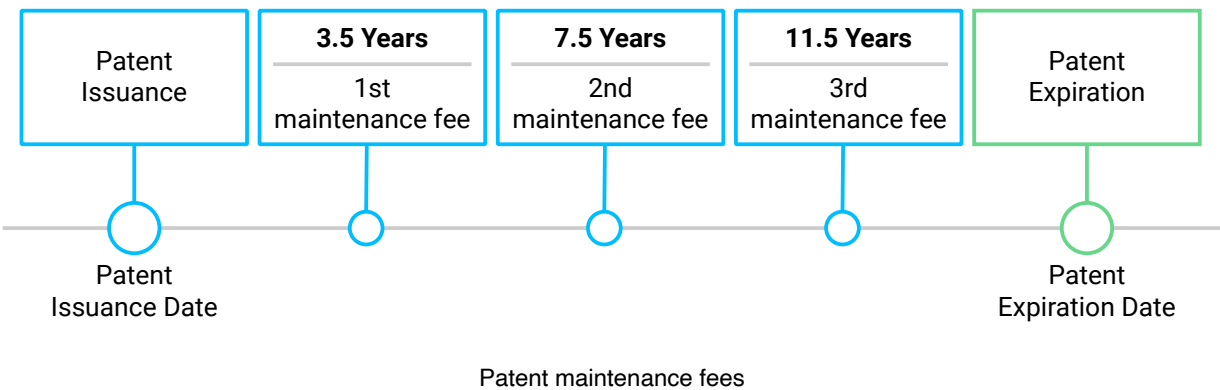 Patent
Issuance
3.5 Years
1st
maintenance fee
7.5 Years
2nd
maintenance fee
11.5 Years
3rd
maintenance fee
Patent
Expiration
Patent
Issuance Date
Patent
Expiration Date
Patent maintenance fees